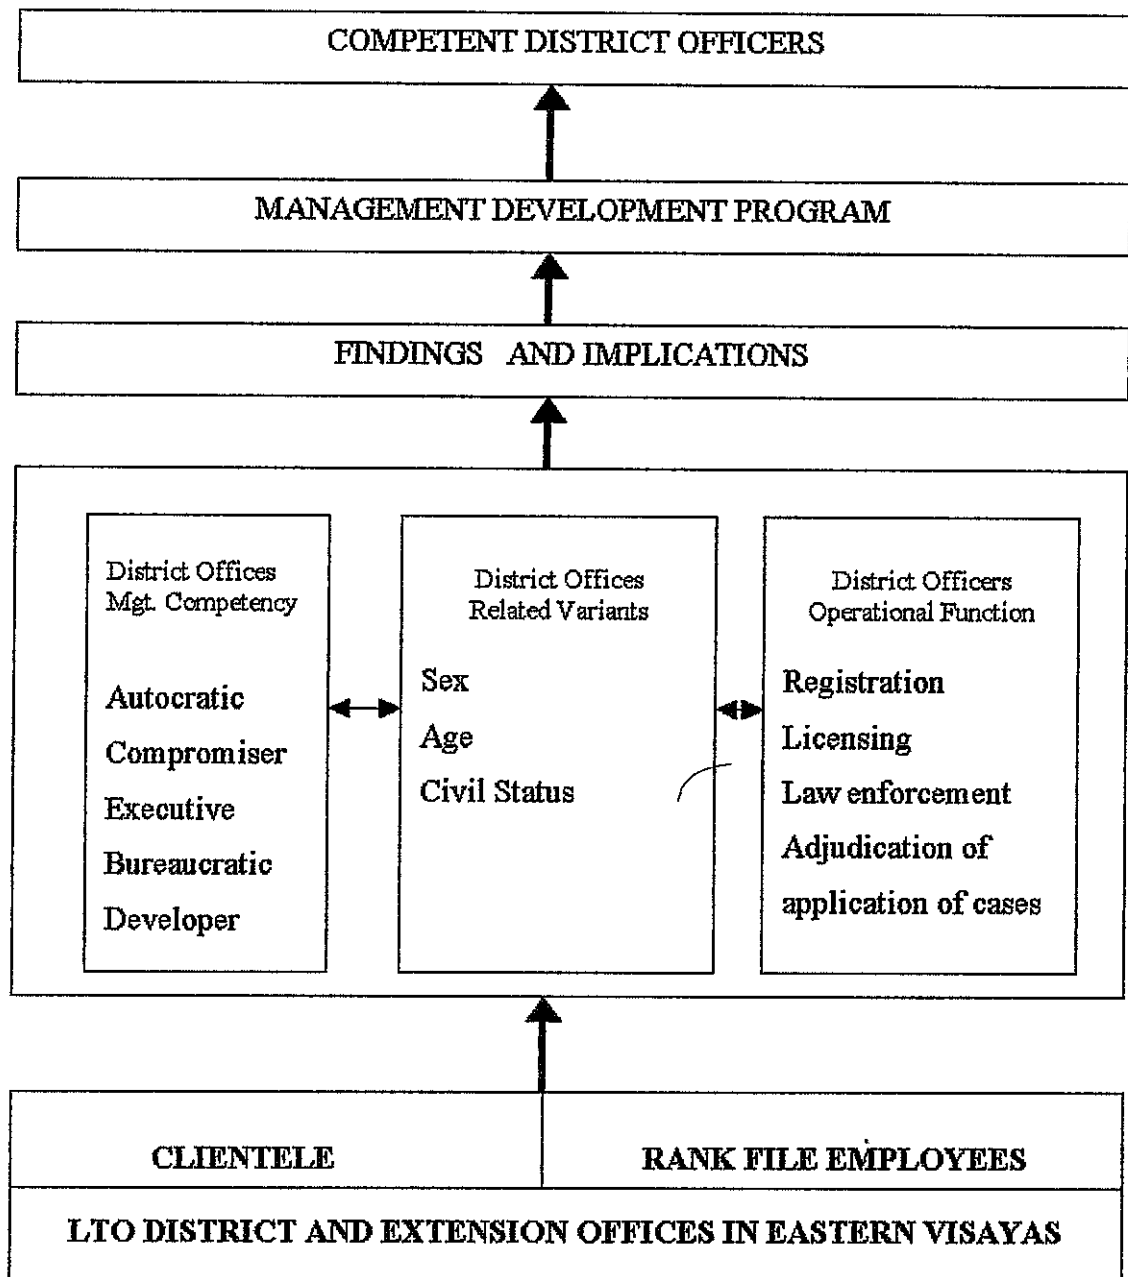 COMPETENT DISTRICT OFFICERS
MANAGEMENT DEVELOPMENT PROGRAM
FINDINGS AND IMPLICATIONS
District Offices
Mgt. Competency
Autocratic
Compromiser
Executive
Bureaucratic
Developer
District Offices
Related Variants
Sex
Age
Civil Status
District Officers
Operational Function
Registration
Licensing
Law enforcement
Adjudication of
application of cases
CLIENTELE
RANK FILE EMPLOYEES
LTO DISTRICT AND EXTENSION OFFICES IN EASTERN VISAYAS